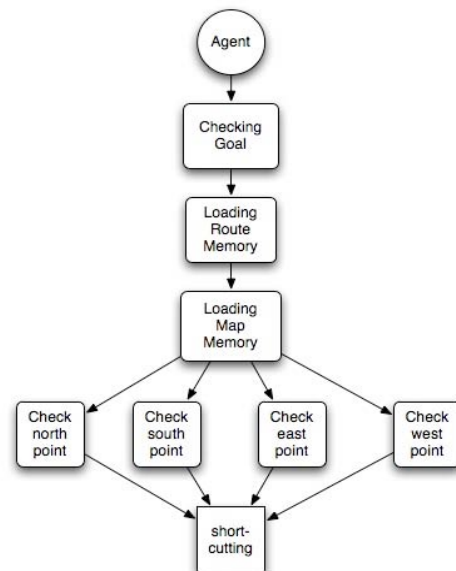 Agent
Checking
Goal
Loading
Route
Memory
Loading
Map
Memory
Check
north
point
Check
south
point
Check
east
point
Check
west
point
short-
cutting